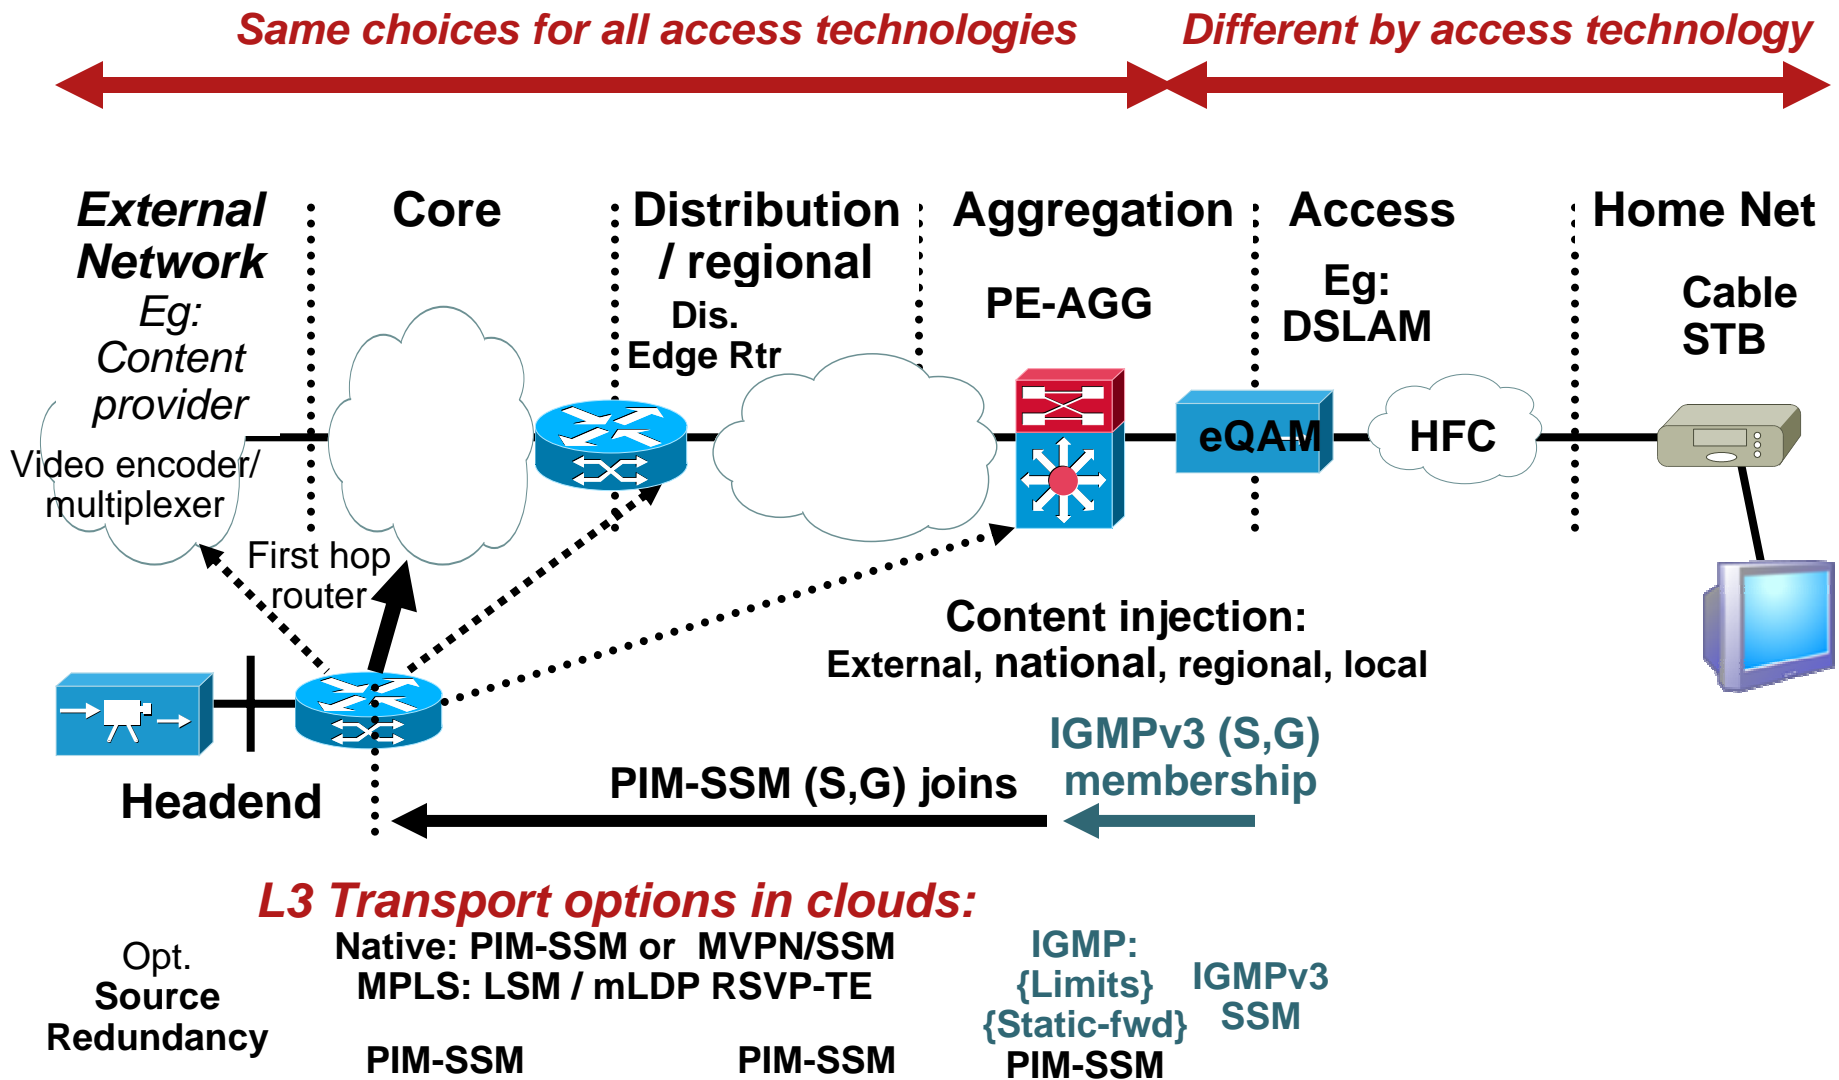 Same choices for all access technologies
Different by access technology
External
Network
Eg:
Content
provider
Video encoder/
multiplexer
Core
Distribution
/ regional
Dis.
Edge Rtr
Aggregation
PE-AGG
Access
Eg:
DSLAM
Home Net
Cable
STB
eQAM
HFC
First hop
router
Content injection:
External, national, regional, local
Headend
PIM-SSM (S,G) joins
IGMPv3 (S,G)
membership
L3 Transport options in clouds:
Native: PIM-SSM or MVPN/SSM
MPLS: LSM / mLDP RSVP-TE
Opt.
Source
Redundancy
PIM-SSM
PIM-SSM
IGMP:
{Limits}
{Static-fwd}
PIM-SSM
IGMPv3
SSM